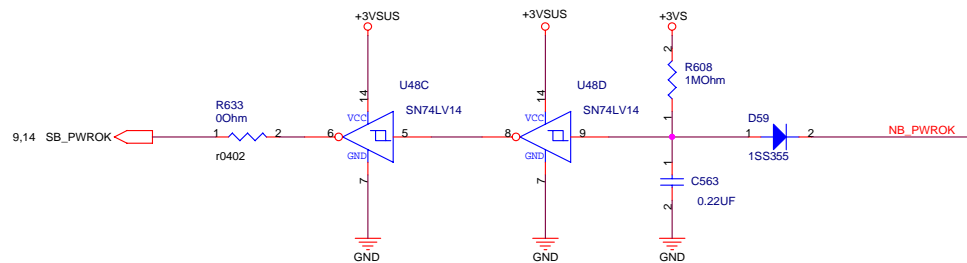 +3VSUS
+3VSUS
+3VS
2
R608
1MOhm
1
U48C
SN74LV14
U48D
SN74LV14
14
VCC
14
VCC
R633
0Ohm
D59
9,14 SB_PWROK
1
2
6
5
8
9
1
2
NB_PWROK
r0402
GND
GND
1SS355
7
7
1
C563
0.22UF
2
GND
GND
GND